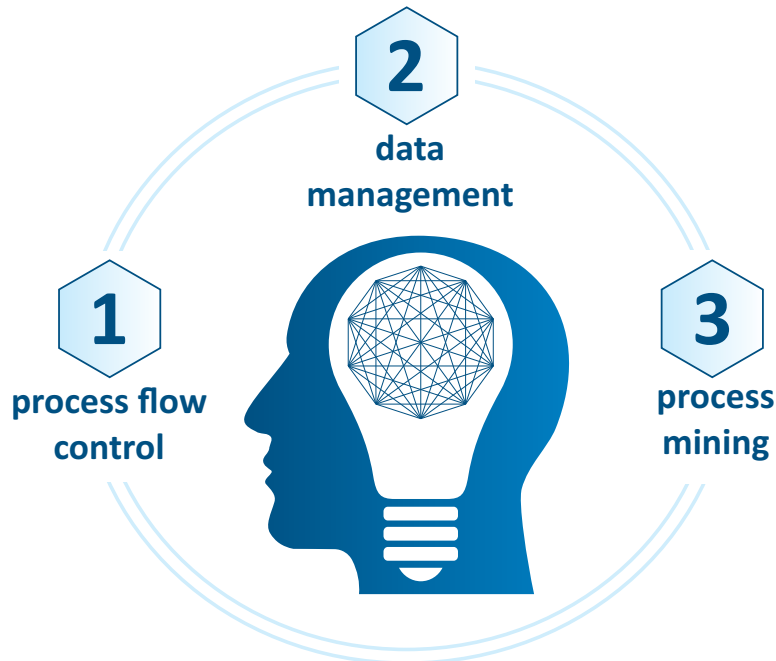 1
process flow
control
2
data
management
3
process
mining